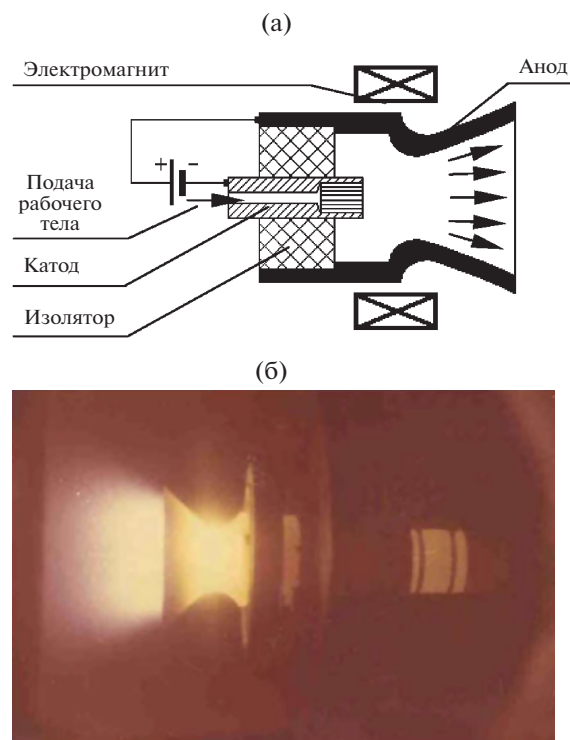 (а)
Электромагнит
Анод
+ −
Подача
рабочего
тела
Катод
Изолятор
(б)